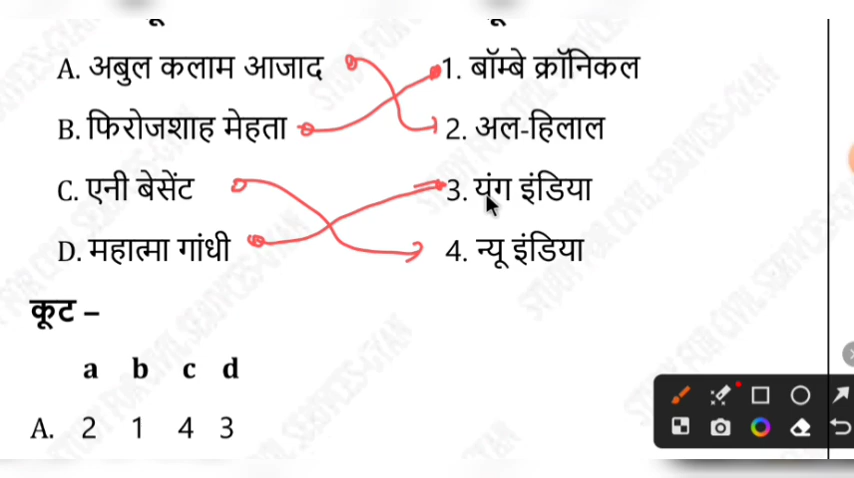 A. अबुल कलाम आजाद 1. बॉम्बे क्रॉनिकल
B. फिरोजशाह मेहता 2. अल-हिलाल
C. एनी बेसेंट 3. यंग इंडिया
D. महात्मा गांधी 4. न्यू इंडिया
कूट –
a b c d
A. 2 1 4 3